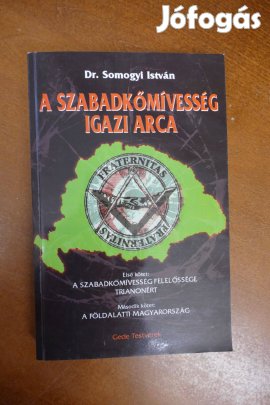 Jófogás
Dr. Somogyi István
A SZABADKŐMÍVESSÉG
IGAZI ARCA
FRATERNITAS
FRATERNITAS
Első kötet:
A SZABADKŐMÍVESSÉG FELELŐSSÉGE
TRIANONÉRT
Második kötet:
A FÖLDALATTI MAGYARORSZÁG
Gede Testvérek